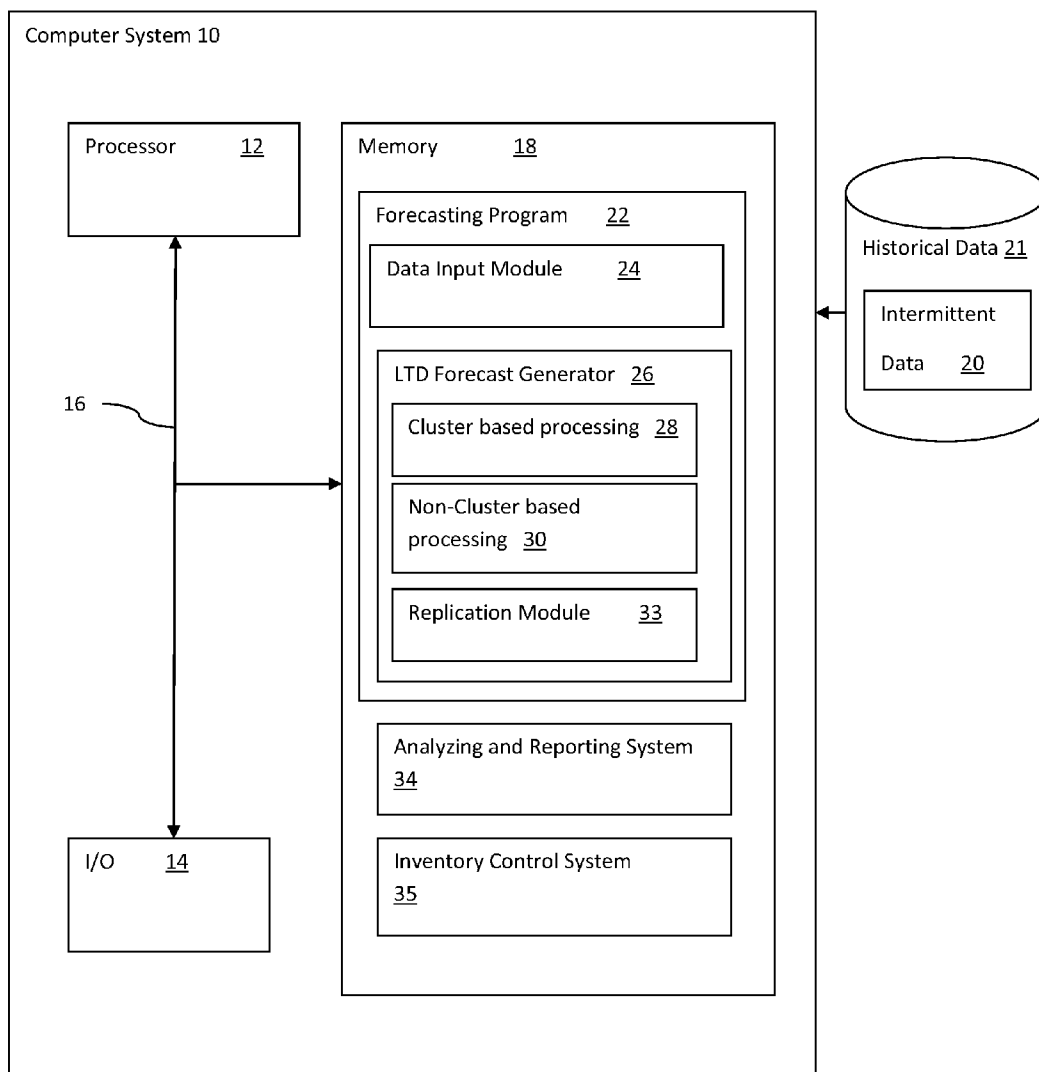 Computer System 10
Processor 12
Memory 18
Forecasting Program 22
Data Input Module 24
LTD Forecast Generator 26
Cluster based processing 28
Non-Cluster based
processing 30
Replication Module 33
Analyzing and Reporting System
34
Inventory Control System
35
16
I/O 14
Historical Data 21
Intermittent
Data 20